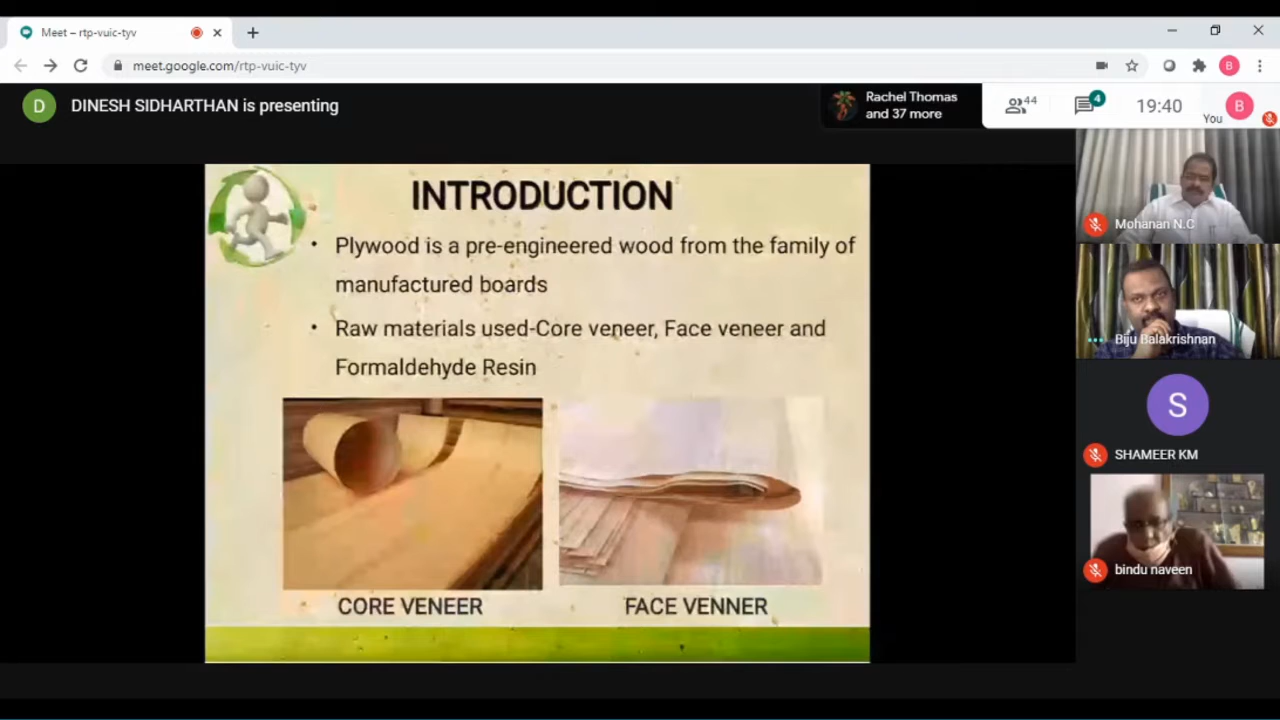 Meet – rtp-vuic-tyv
meet.google.com/rtp-vuic-tyv
B
D
DINESH SIDHARTHAN is presenting
Rachel Thomas
and 37 more
44
4
19:40
You
B
INTRODUCTION
• Plywood is a pre-engineered wood from the family of
manufactured boards
• Raw materials used-Core veneer, Face veneer and
Formaldehyde Resin
CORE VENEER
FACE VENNER
Mohanan N.C
Biju Balakrishnan
S
SHAMEER KM
bindu naveen